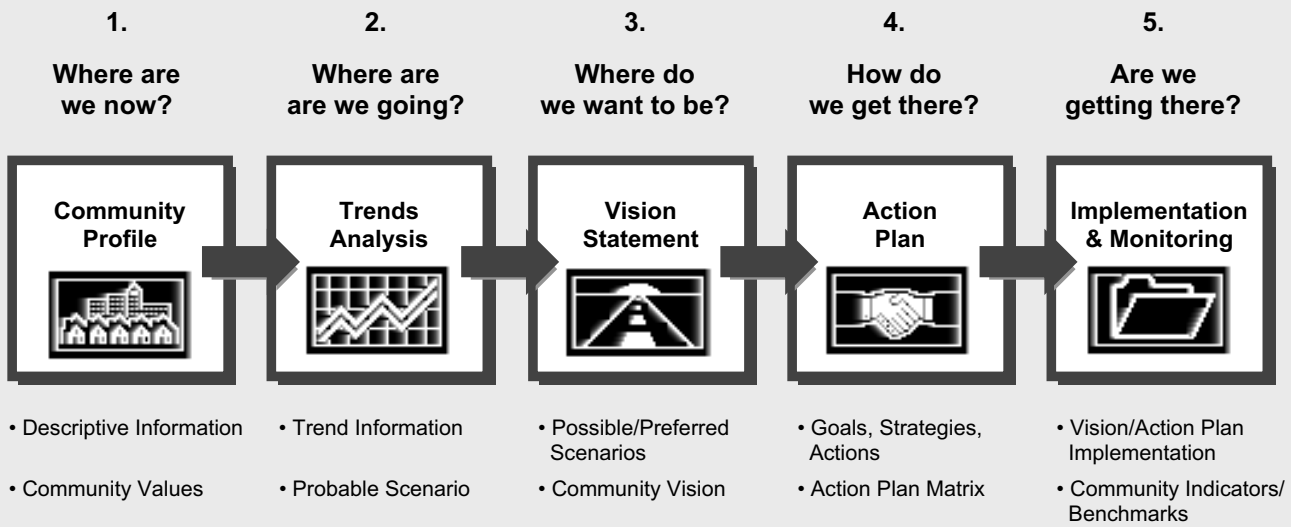 1.
Where are
we now?
Community
Profile
• Descriptive Information
• Community Values
2.
Where are
are we going?
Trends
Analysis
• Trend Information
• Probable Scenario
3.
Where do
we want to be?
Vision
Statement
• Possible/Preferred
Scenarios
• Community Vision
4.
How do
we get there?
Action
Plan
• Goals, Strategies,
Actions
• Action Plan Matrix
5.
Are we
getting there?
Implementation
& Monitoring
• Vision/Action Plan
Implementation
• Community Indicators/
Benchmarks